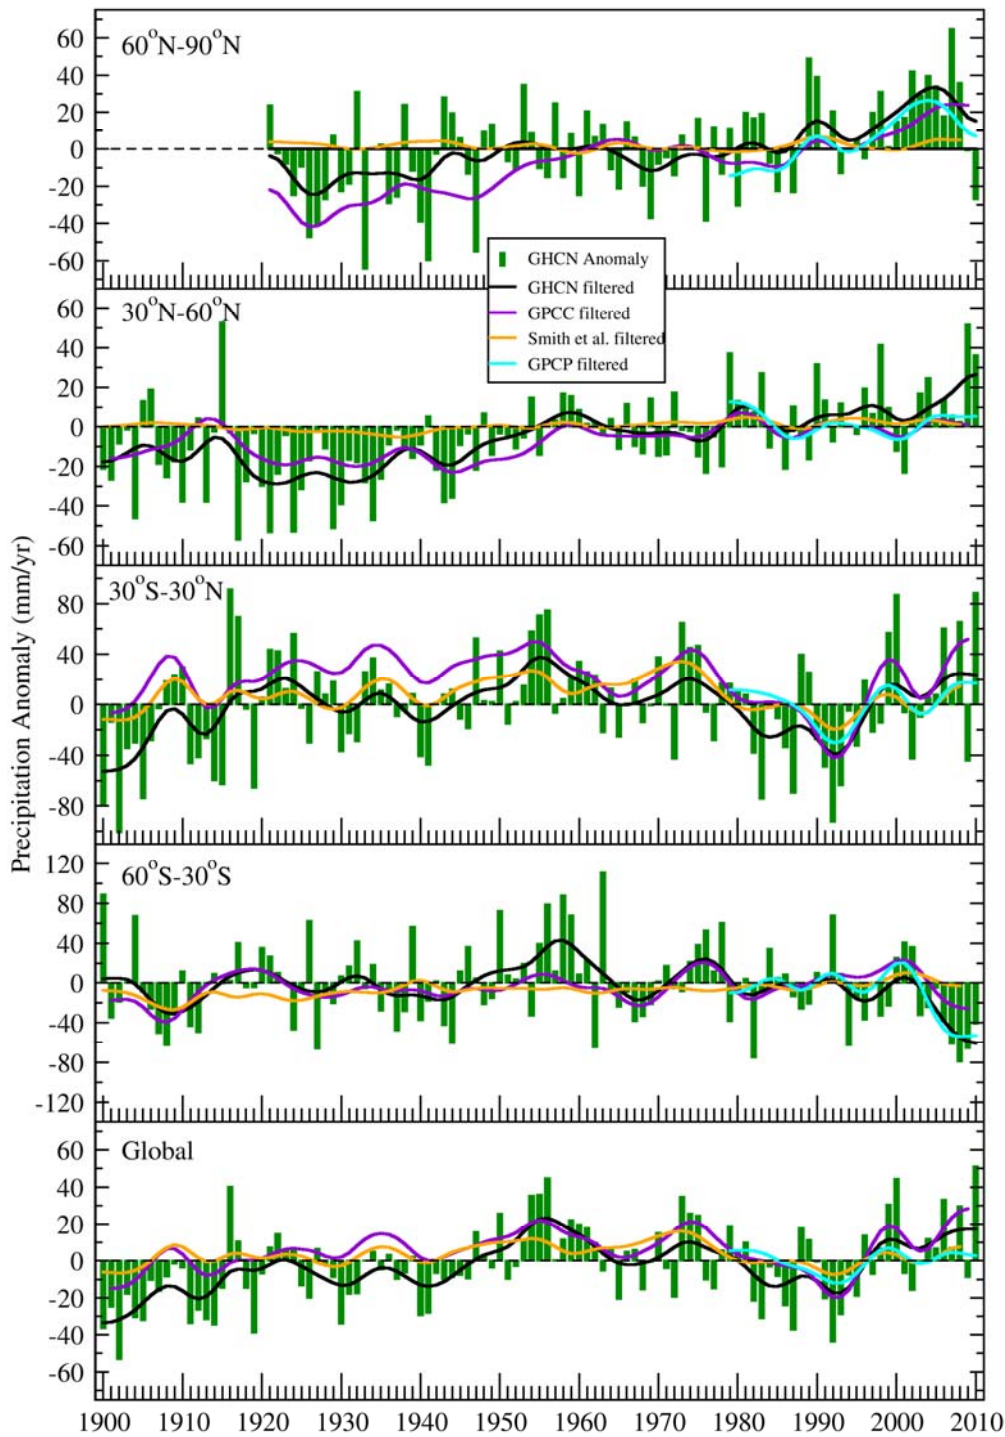 60°N-90°N
60
40
20
0
-20
-40
-60
GHCN Anomaly
GHCN filtered
GPCC filtered
Smith et al. filtered
GPCP filtered
30°N-60°N
60
40
20
0
-20
-40
-60
Precipitation Anomaly (mm/yr)
30°S-30°N
80
40
0
-40
-80
60°S-30°S
120
80
40
0
-40
-80
-120
Global
60
40
20
0
-20
-40
-60
1900 1910 1920 1930 1940 1950 1960 1970 1980 1990 2000 2010